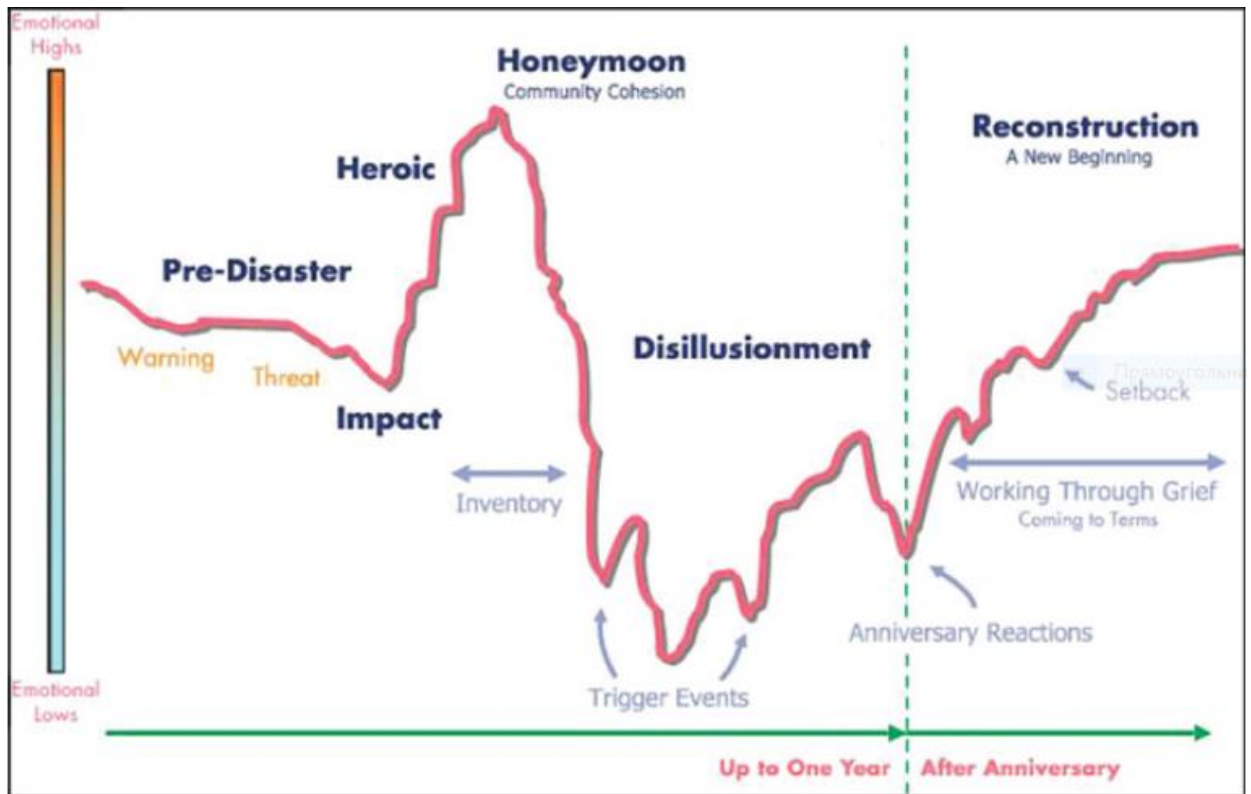 Emotional
Highs
Honeymoon
Community Cohesion
Reconstruction
A New Beginning
Heroic
Pre-Disaster
Warning
Threat
Impact
Disillusionment
Setback
Inventory
Working Through Grief
Coming to Terms
Anniversary Reactions
Trigger Events
Emotional
Lows
Up to One Year
After Anniversary